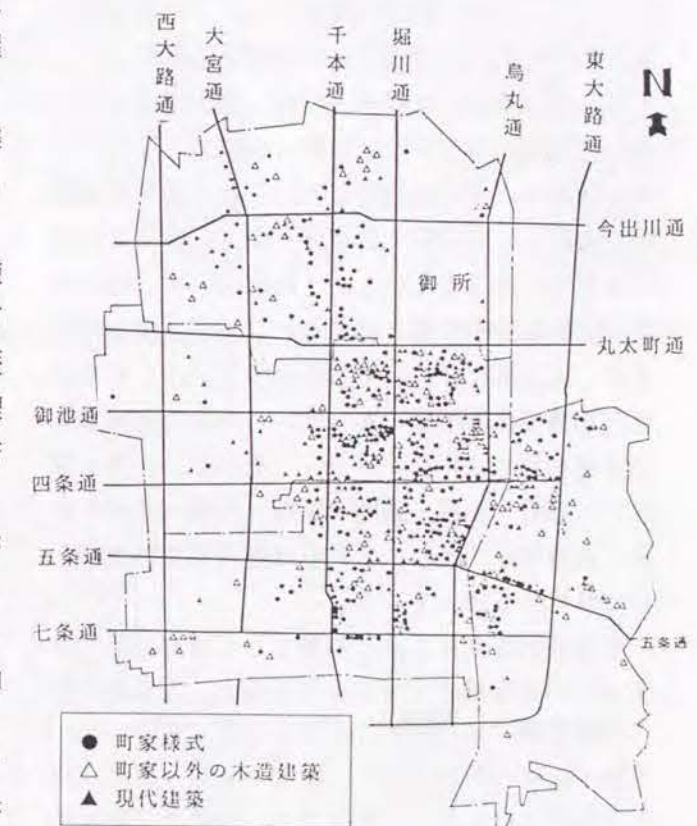 西大路通
大宮通
千本通
堀川通
烏丸通
東大路通
N
今出川通
御所
丸太町通
御池通
四条通
五条通
七条通
五条通
● 町家様式
△ 町家以外の木造建築
▲ 現代建築